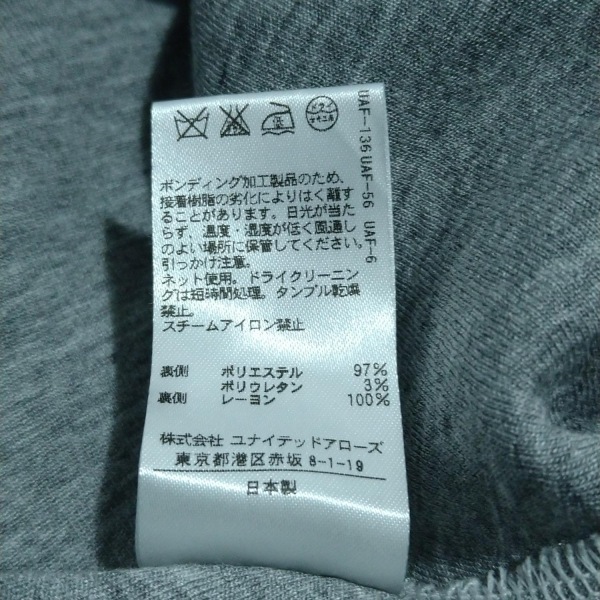 ボンディング加工製品のため、
接着樹脂の劣化によりはく離す
ることがあります。日光が当た
らず、温度・湿度が低く風通し
のよい場所に保管してください。
引っかけ注意。
ネット使用。ドライクリーニン
グは短時間処理。タンブル乾燥
禁止。
スチームアイロン禁止
表側 ポリエステル 97%
ポリウレタン 3%
裏側 レーヨン 100%
株式会社 ユナイテッドアローズ
東京都港区赤坂 8-1-19
日本製
UAF-136 UAF-56 UAF-6